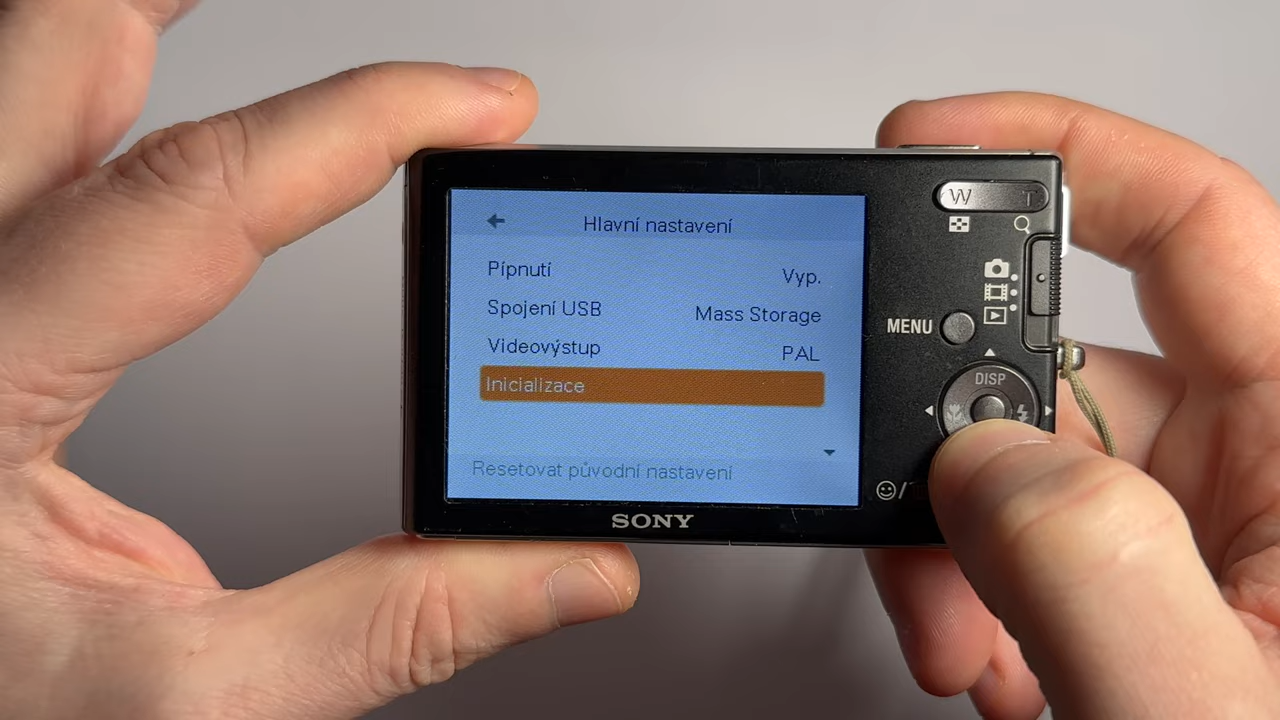 Hlavní nastavení
Pípnutí Vyp.
Spojení USB Mass Storage
Videovýstup PAL
Inicializace
Resetovat původní nastavení
SONY
W T
MENU
DISP